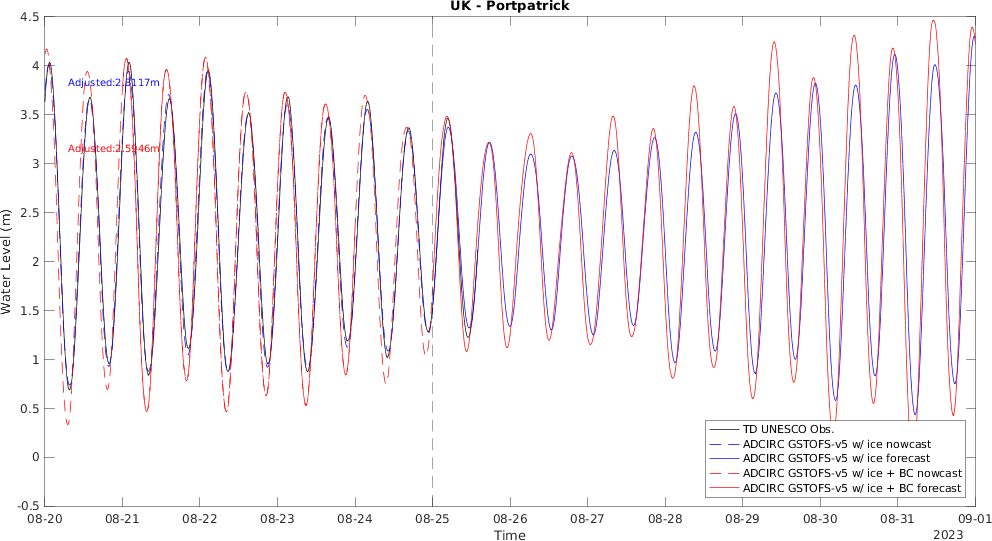 UK - Portpatrick
4.5
4
3.5
3
2.5
2
1.5
1
0.5
0
-0.5
Water Level (m)
Adjusted:2.8117m
Adjusted:2.5946m
TD UNESCO Obs.
ADCIRC GSTOFS-v5 w/ ice nowcast
ADCIRC GSTOFS-v5 w/ ice forecast
ADCIRC GSTOFS-v5 w/ ice + BC nowcast
ADCIRC GSTOFS-v5 w/ ice + BC forecast
08-20 08-21 08-22 08-23 08-24 08-25 08-26 08-27 08-28 08-29 08-30 08-31 09-01
Time
2023